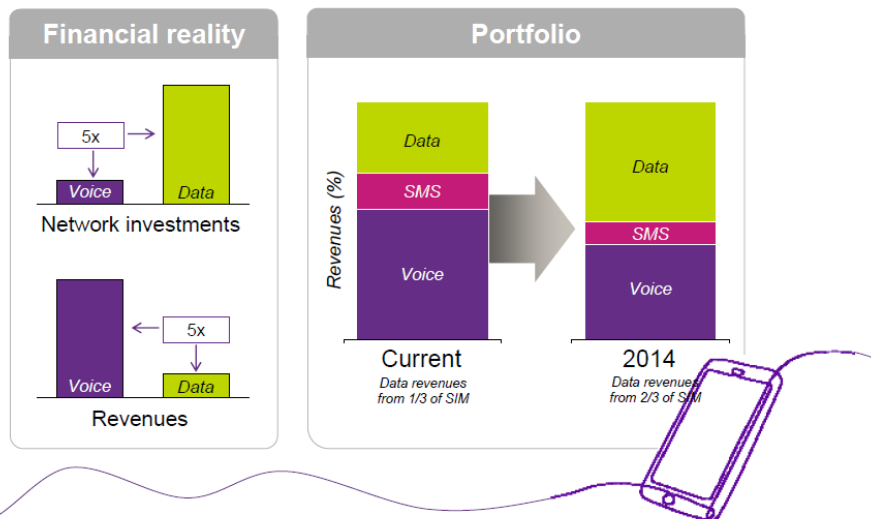 Financial reality
5x
Voice
Data
Network investments
5x
Voice
Data
Revenues
Portfolio
Revenues (%)
Data
SMS
Voice
Data
SMS
Voice
Current
Data revenues
from 1/3 of SIM
2014
Data revenues
from 2/3 of SIM